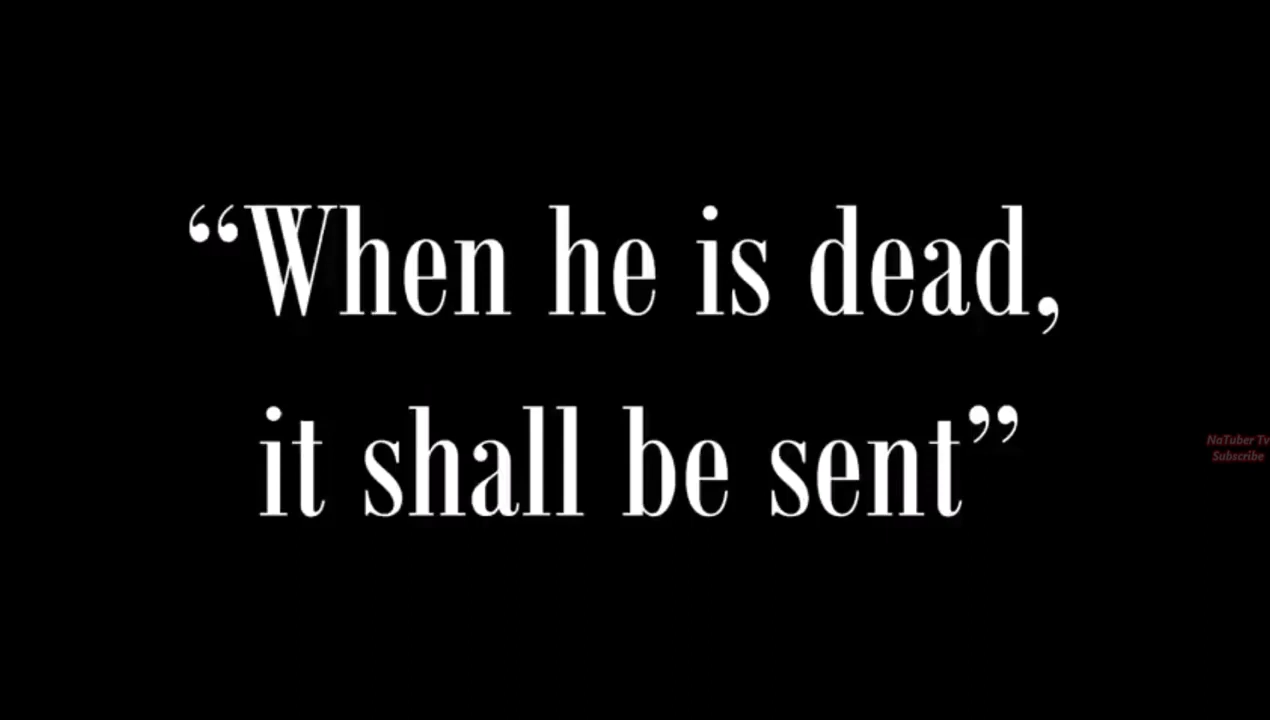 “When he is dead,
it shall be sent”
NaTuber Tv
Subscribe